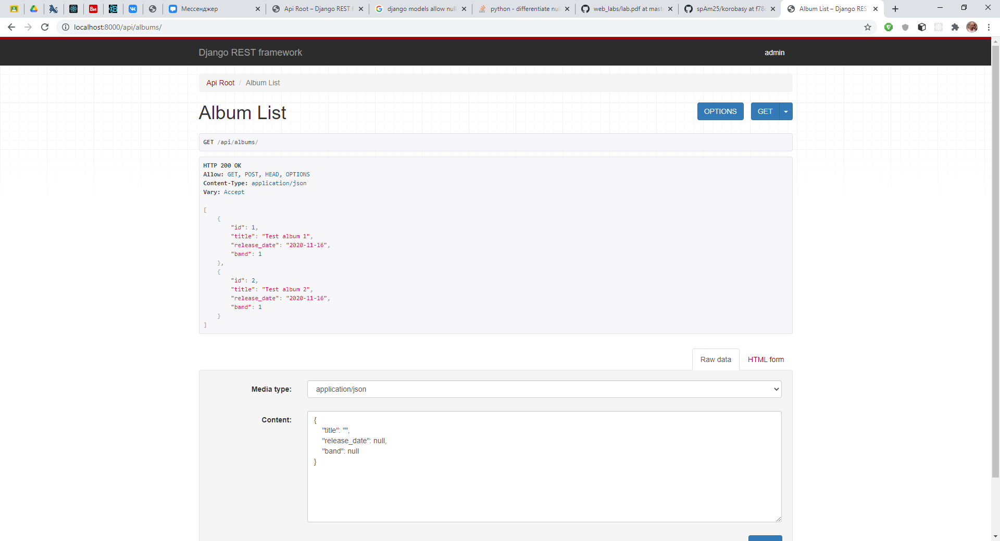 Ви
Мессенджер
Api Root – Django REST f
django models allow null
python - differentiate nul
web_labs/lab.pdf at mast
spAm25/korobasy at f78
Album List – Django RES
localhost:8000/api/albums/
Django REST framework
admin
Api Root / Album List
Album List
OPTIONS
GET
GET /api/albums/
HTTP 200 OK
Allow: GET, POST, HEAD, OPTIONS
Content-Type: application/json
Vary: Accept
[
{
"id": 1,
"title": "Test album 1",
"release_date": "2020-11-16",
"band": 1
},
{
"id": 2,
"title": "Test album 2",
"release_date": "2020-11-16",
"band": 1
}
]
Raw data
HTML form
Media type:
application/json
Content:
{
"title": "",
"release_date": null,
"band": null
}